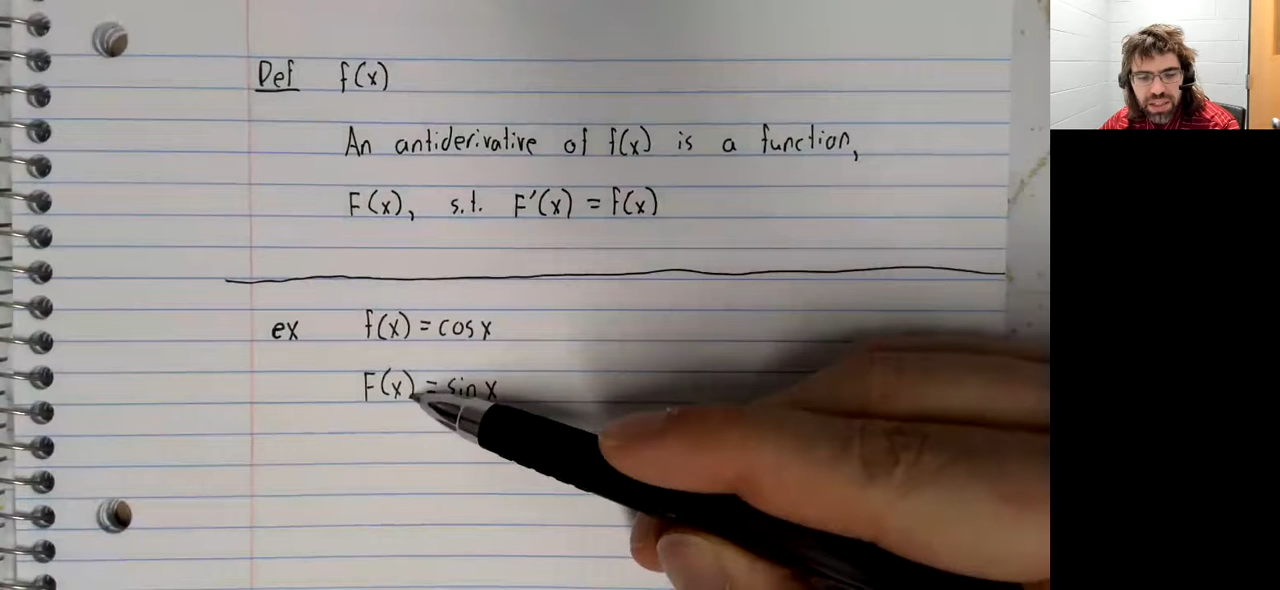 Def f(x)
An antiderivative of f(x) is a function,
F(x), s.t. F'(x) = f(x)
ex f(x) = cos x
F(x) = sin x